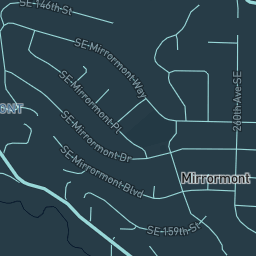 SE 146th St
SE Mirrormont Way
SE Mirrormont Pl
260th Ave SE
SE Mirrormont Dr
SE Mirrormont Blvd
Mirrormont
SE 159th St